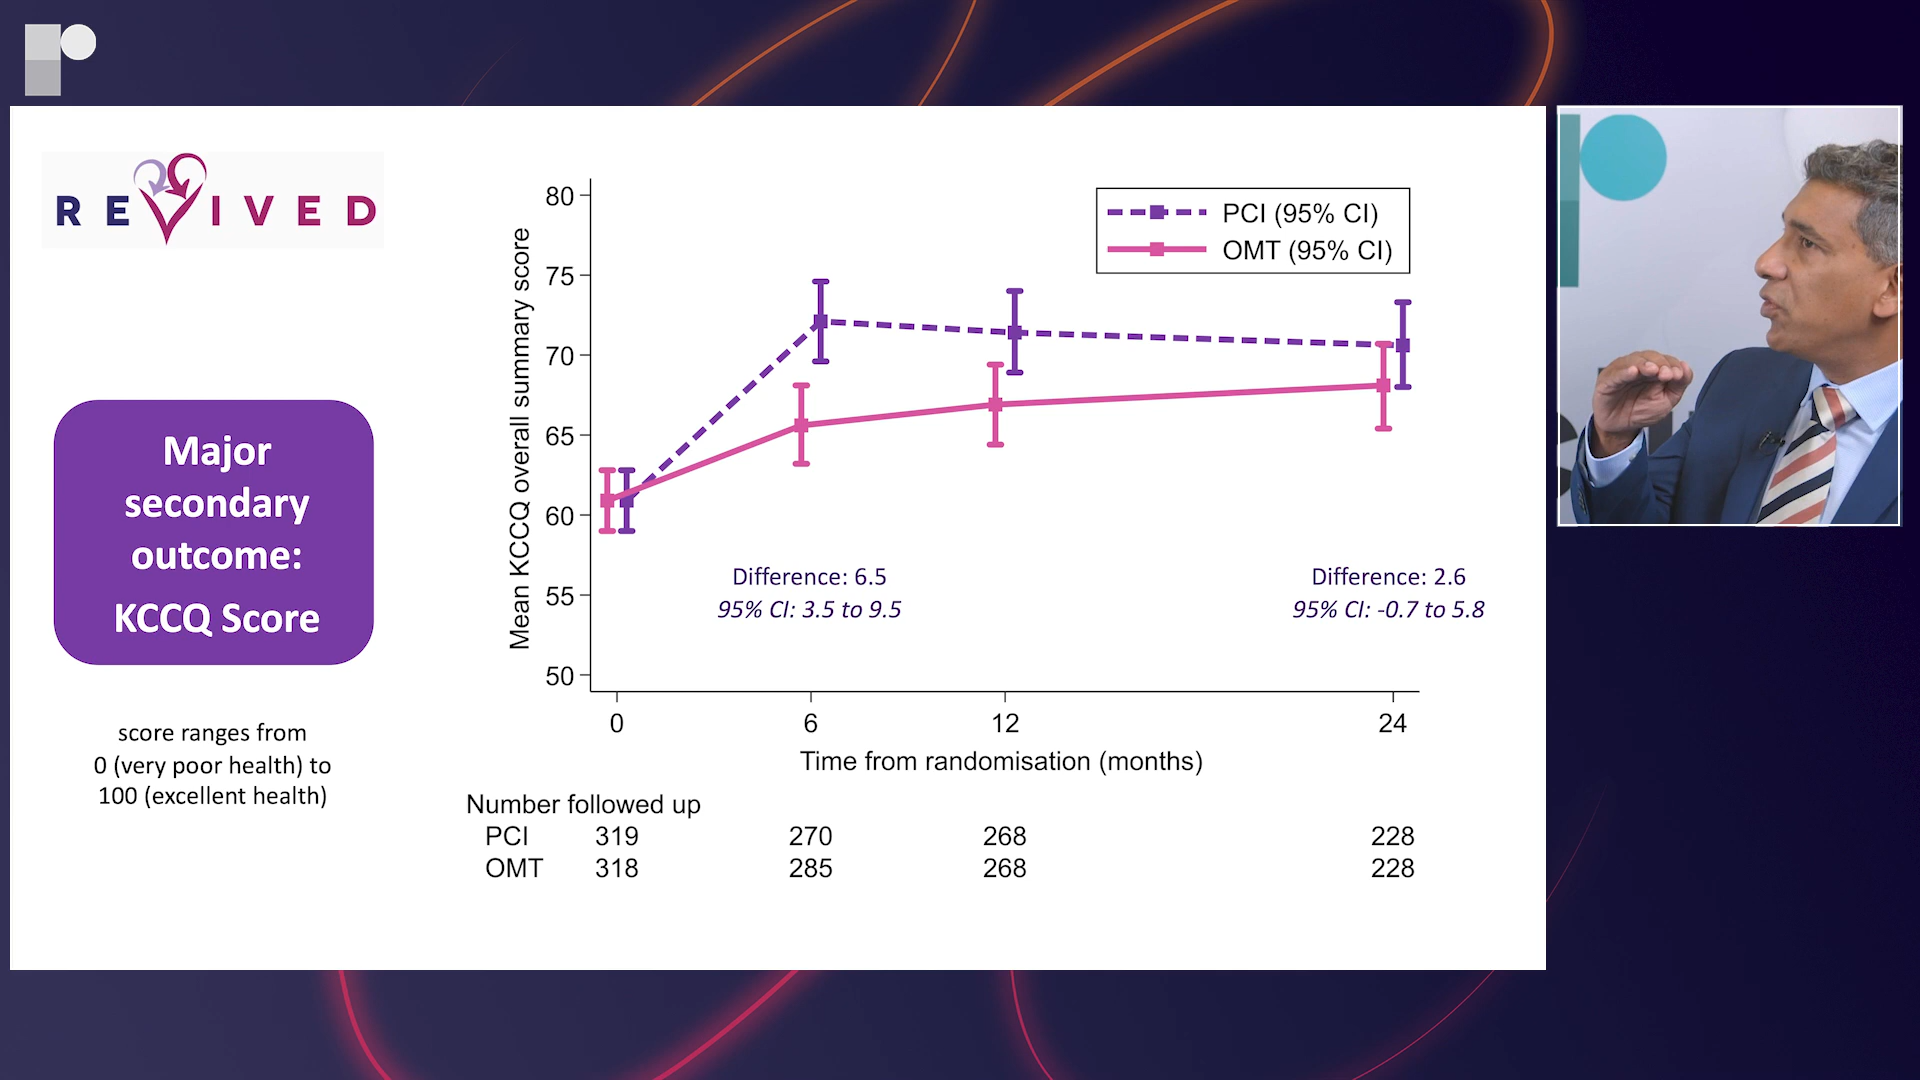 REVIVED
Major
secondary
outcome:
KCCQ Score
score ranges from
0 (very poor health) to
100 (excellent health)
Mean KCCQ overall summary score
80
75
70
65
60
55
50
PCI (95% CI)
OMT (95% CI)
Difference: 6.5
95% CI: 3.5 to 9.5
Difference: 2.6
95% CI: -0.7 to 5.8
0 6 12 24
Time from randomisation (months)
Number followed up
PCI 319 270 268 228
OMT 318 285 268 228